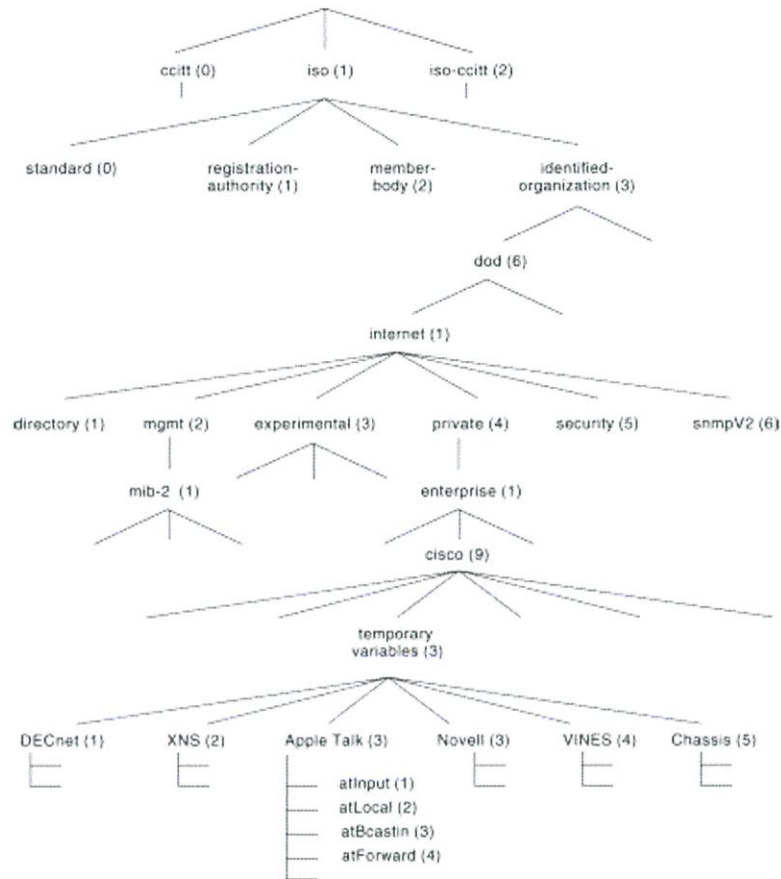 ccitt (0) iso (1) iso-ccitt (2)
standard (0) registration- member- identified-
authority (1) body (2) organization (3)
dod (6)
internet (1)
directory (1) mgmt (2) experimental (3) private (4) security (5) snmpV2 (6)
mib-2 (1) enterprise (1)
cisco (9)
temporary
variables (3)
DECnet (1) XNS (2) Apple Talk (3) Novell (3) VINES (4) Chassis (5)
atInput (1)
atLocal (2)
atBcastin (3)
atForward (4)